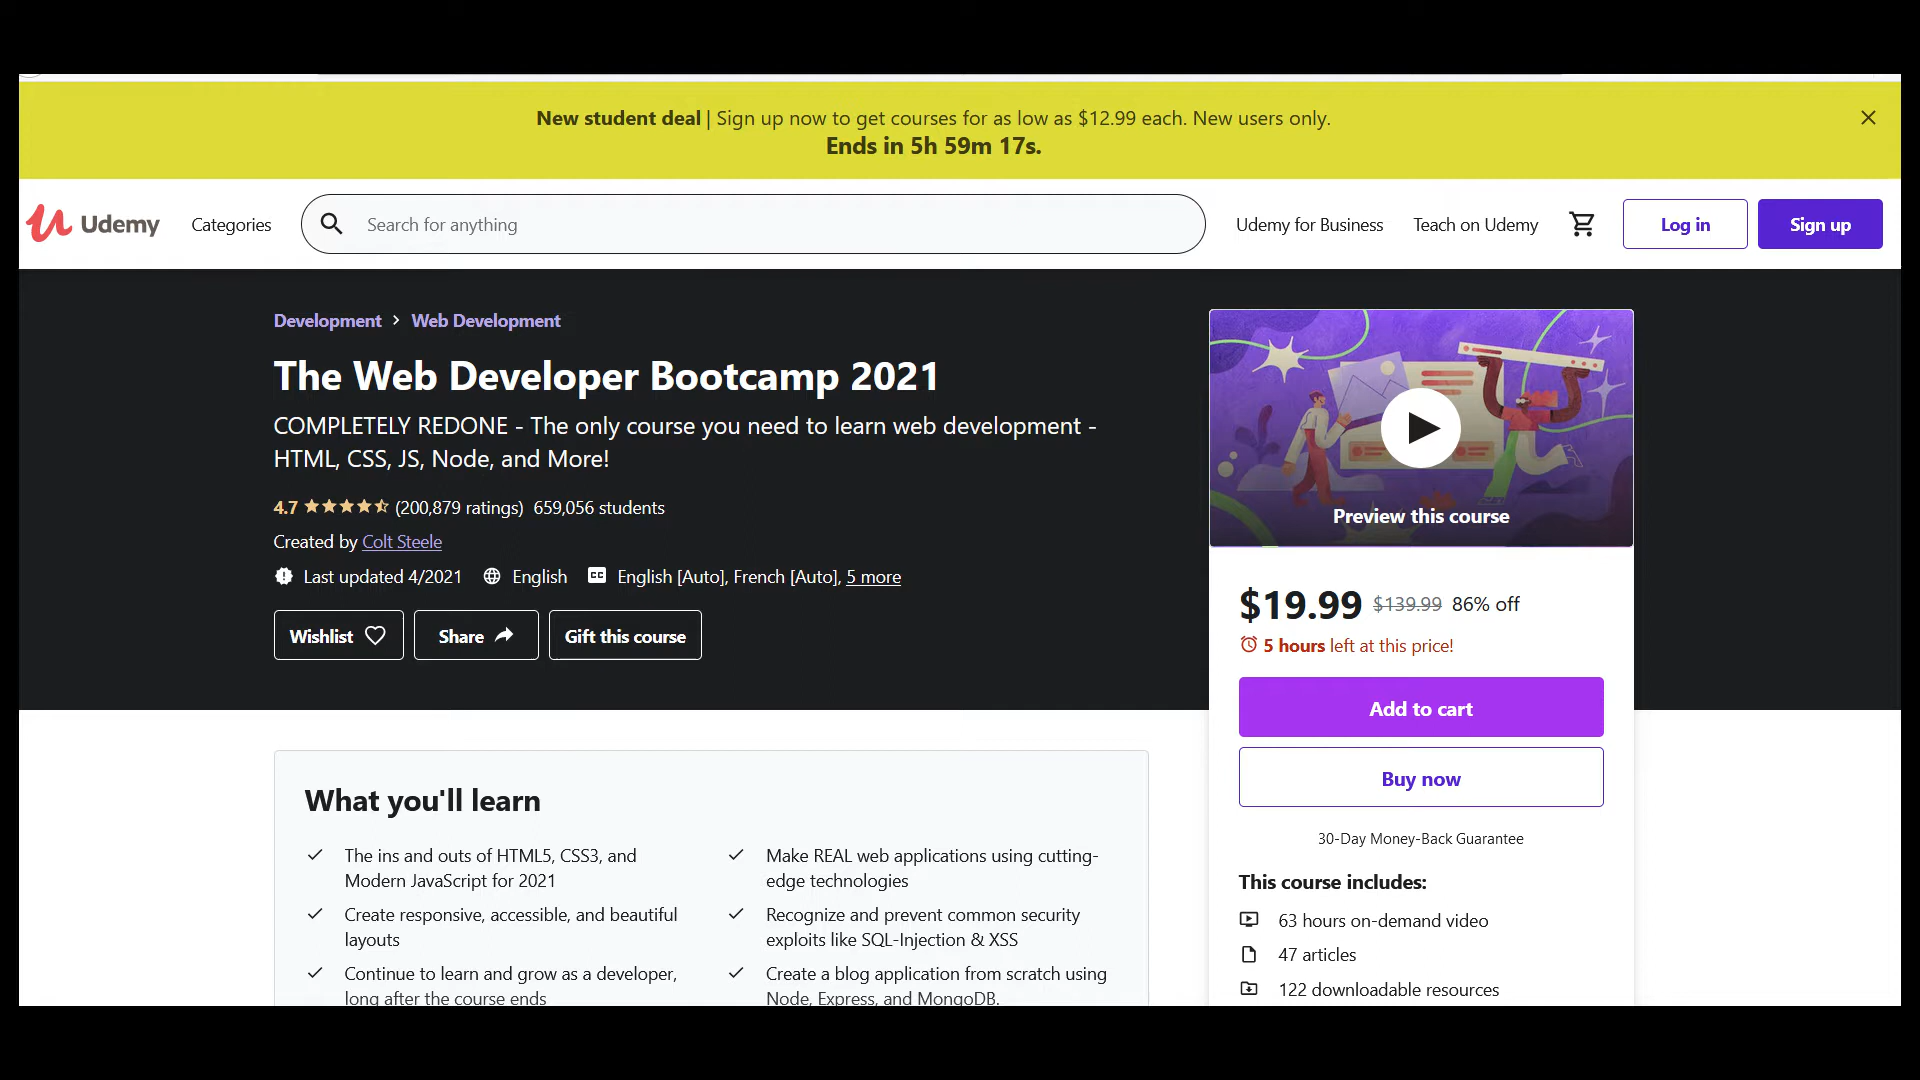 New student deal | Sign up now to get courses for as low as $12.99 each. New users only.
Ends in 5h 59m 17s.
Udemy
Categories
Search for anything
Udemy for Business
Teach on Udemy
Log in
Sign up
Development
Web Development
The Web Developer Bootcamp 2021
COMPLETELY REDONE - The only course you need to learn web development -
HTML, CSS, JS, Node, and More!
4.7 (200,879 ratings) 659,056 students
Created by Colt Steele
Last updated 4/2021 English English [Auto], French [Auto], 5 more
Wishlist
Share
Gift this course
Preview this course
$19.99 $139.99 86% off
5 hours left at this price!
Add to cart
Buy now
30-Day Money-Back Guarantee
This course includes:
63 hours on-demand video
47 articles
122 downloadable resources
What you'll learn
The ins and outs of HTML5, CSS3, and
Modern JavaScript for 2021
Create responsive, accessible, and beautiful
layouts
Continue to learn and grow as a developer,
long after the course ends
Make REAL web applications using cutting-
edge technologies
Recognize and prevent common security
exploits like SQL-Injection & XSS
Create a blog application from scratch using
Node, Express, and MongoDB.